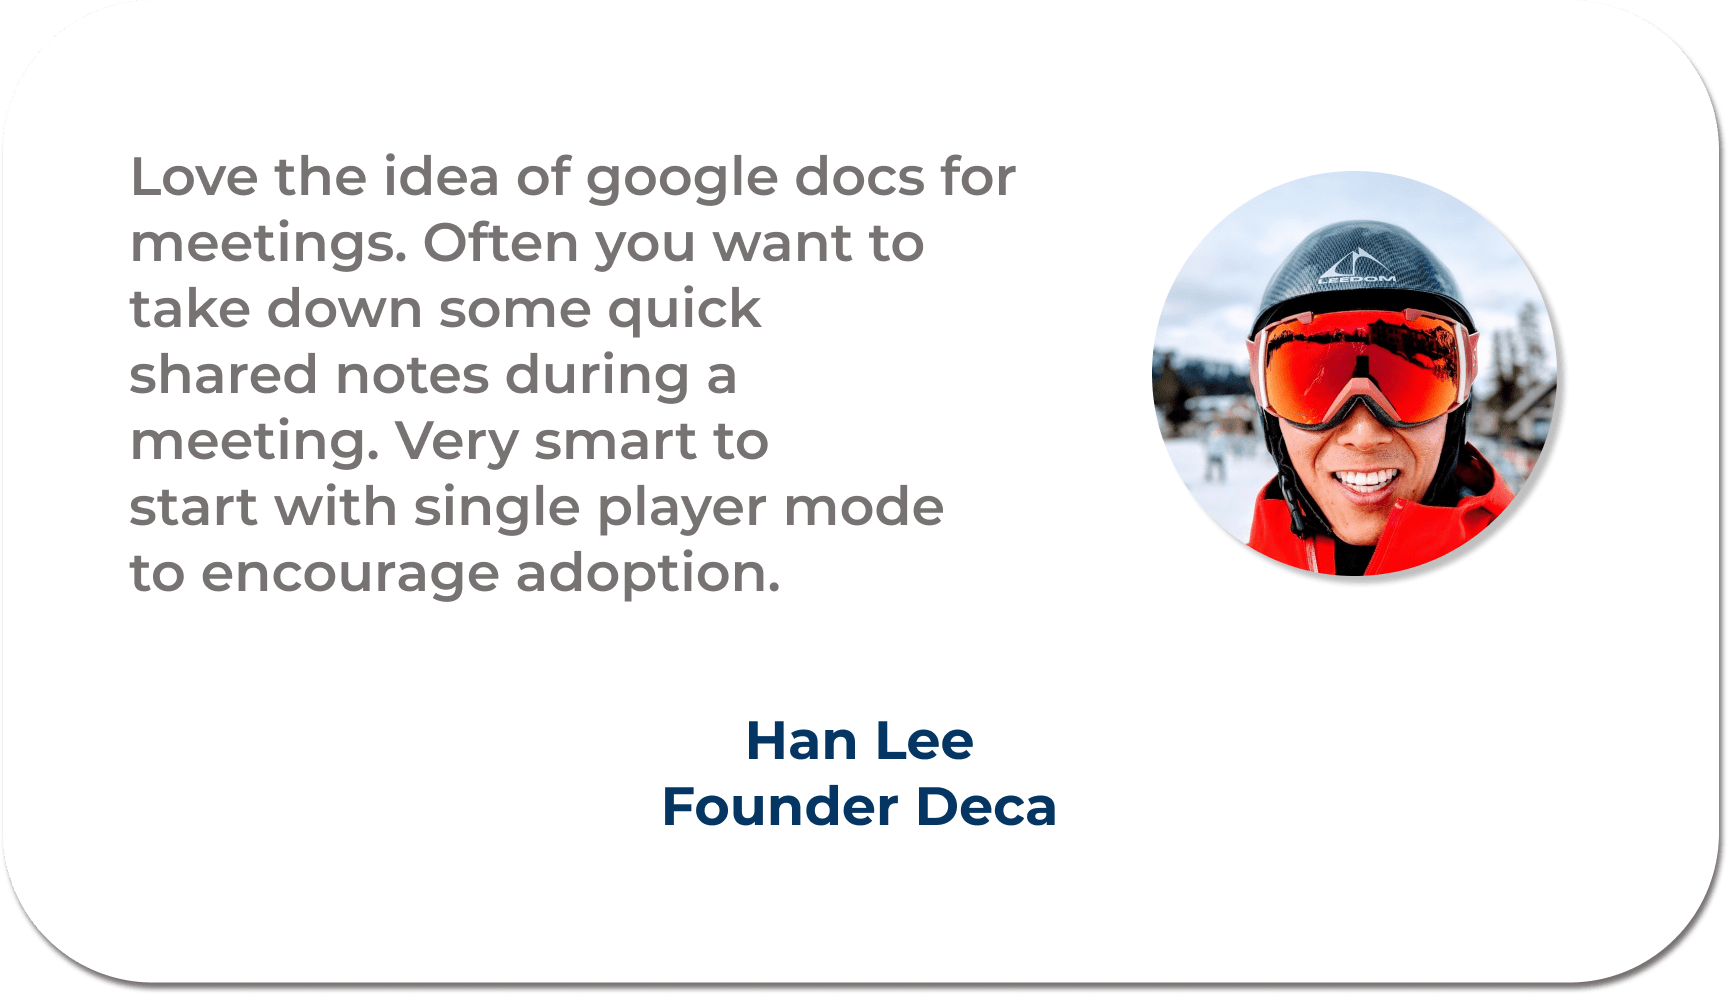 Love the idea of google docs for
meetings. Often you want to
take down some quick
shared notes during a
meeting. Very smart to
start with single player mode
to encourage adoption.
LEEDOM
Han Lee
Founder Deca